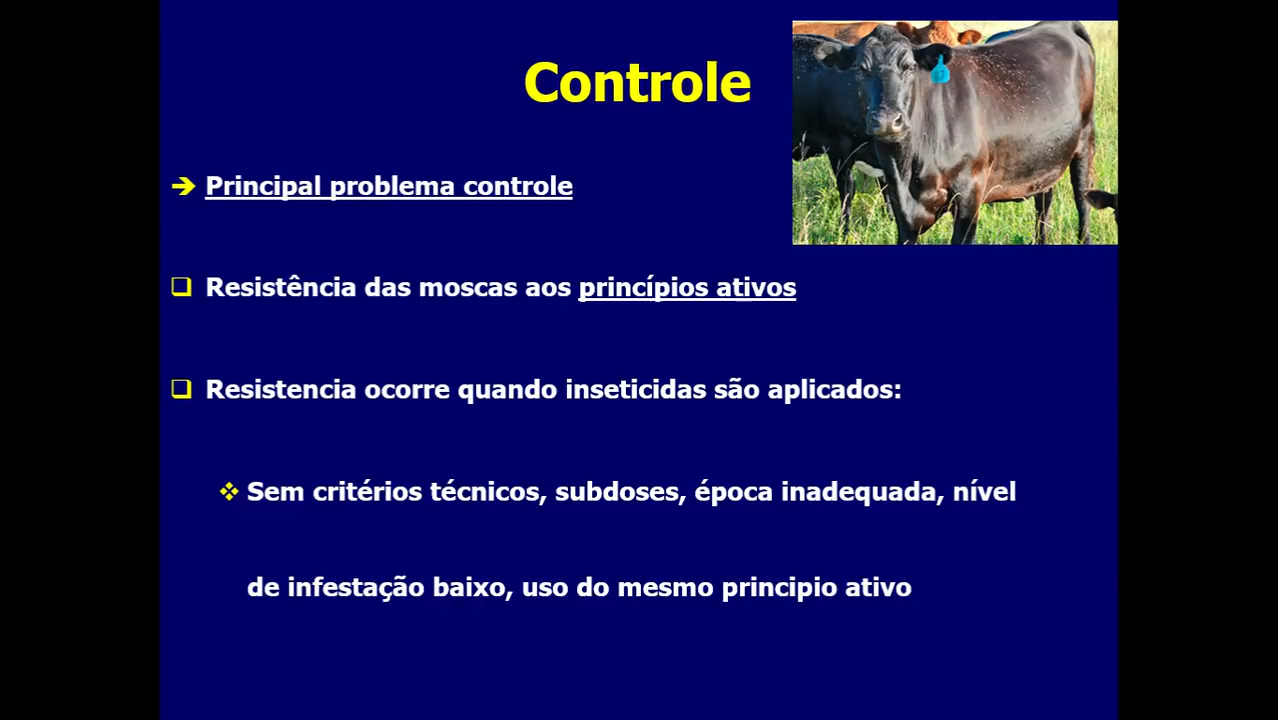 Controle
Principal problema controle
Resistência das moscas aos princípios ativos
Resistencia ocorre quando inseticidas são aplicados:
Sem critérios técnicos, subdoses, época inadequada, nível
de infestação baixo, uso do mesmo principio ativo